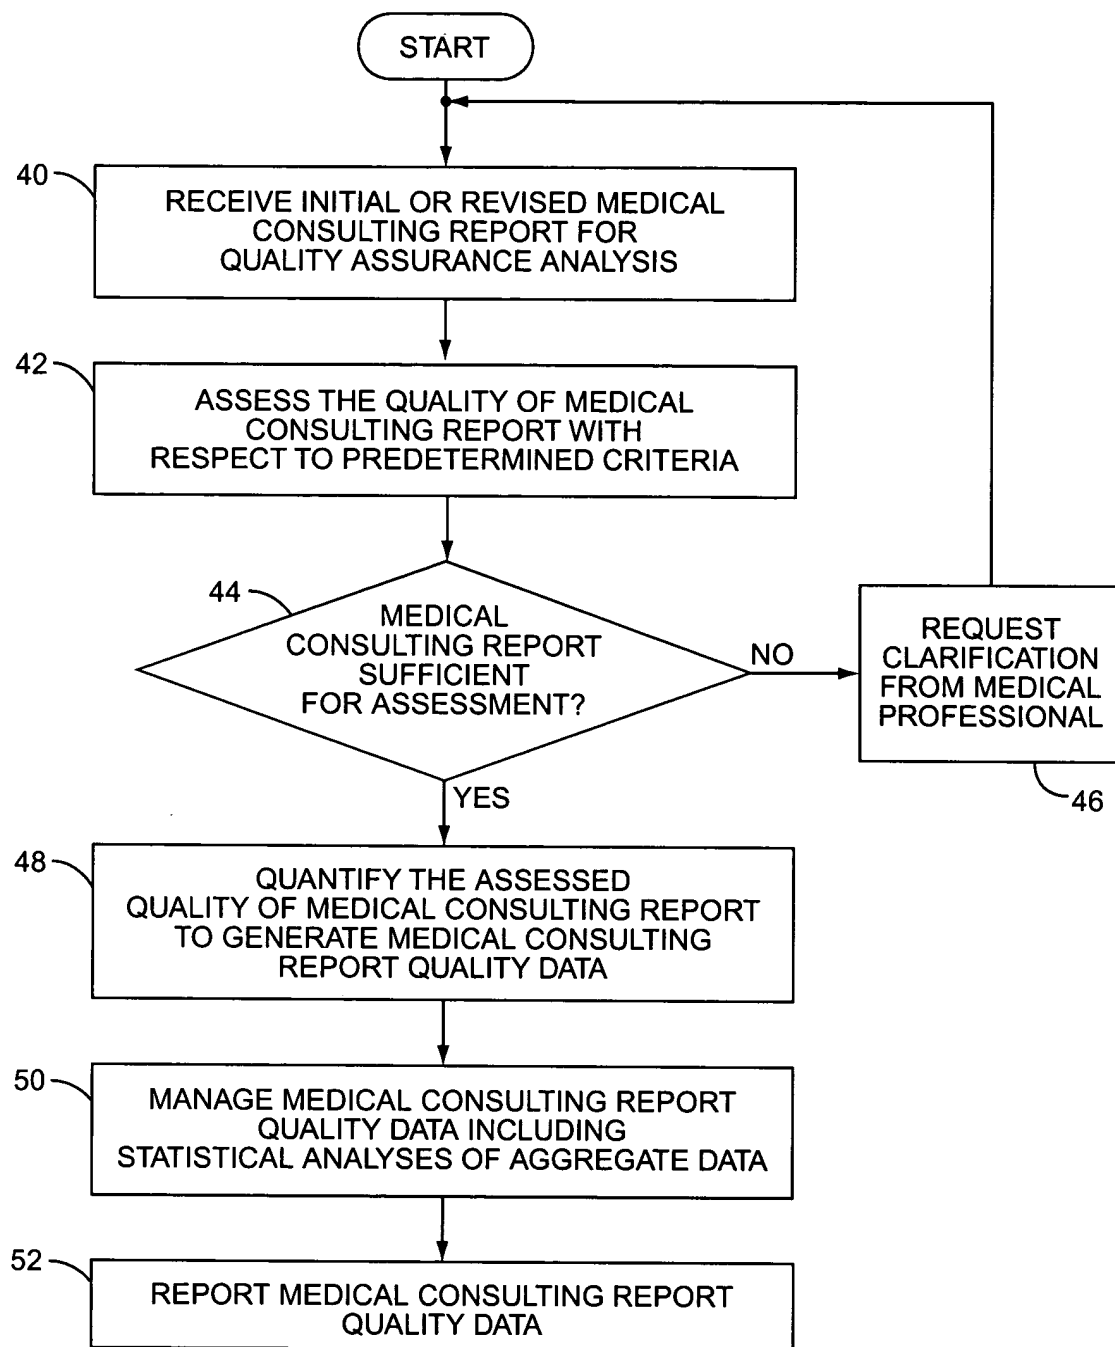 START
40
RECEIVE INITIAL OR REVISED MEDICAL
CONSULTING REPORT FOR
QUALITY ASSURANCE ANALYSIS
42
ASSESS THE QUALITY OF MEDICAL
CONSULTING REPORT WITH
RESPECT TO PREDETERMINED CRITERIA
44
MEDICAL
CONSULTING REPORT
SUFFICIENT
FOR ASSESSMENT?
NO
REQUEST
CLARIFICATION
FROM MEDICAL
PROFESSIONAL
46
YES
48
QUANTIFY THE ASSESSED
QUALITY OF MEDICAL CONSULTING REPORT
TO GENERATE MEDICAL CONSULTING
REPORT QUALITY DATA
50
MANAGE MEDICAL CONSULTING REPORT
QUALITY DATA INCLUDING
STATISTICAL ANALYSES OF AGGREGATE DATA
52
REPORT MEDICAL CONSULTING REPORT
QUALITY DATA